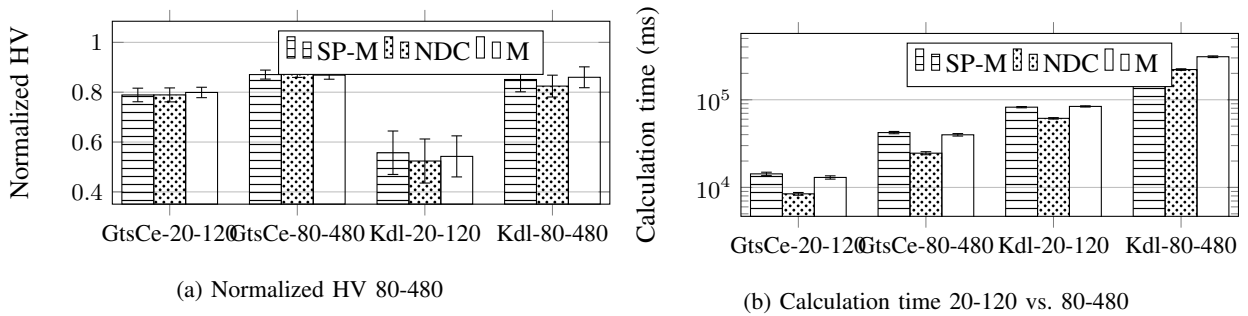 Normalized HV
1
0.8
0.6
0.4
SP-M NDC M
GtsCe-20-120 GtsCe-80-480 Kdl-20-120 Kdl-80-480
(a) Normalized HV 80-480
Calculation time (ms)
10^5
10^4
SP-M NDC M
GtsCe-20-120 GtsCe-80-480 Kdl-20-120 Kdl-80-480
(b) Calculation time 20-120 vs. 80-480